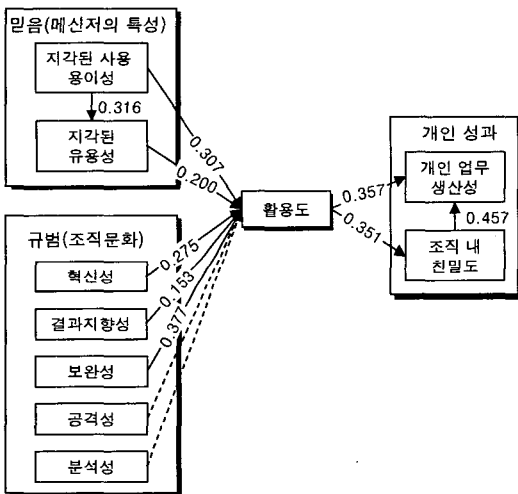 믿음(메신저의 특성)
지각된 사용
용이성
0.316
지각된
유용성
0.307
0.200
규범(조직문화)
혁신성
0.275
결과지향성
0.153
보완성
0.377
공격성
분석성
활용도
0.357
0.351
개인 성과
개인 업무
생산성
0.457
조직 내
친밀도